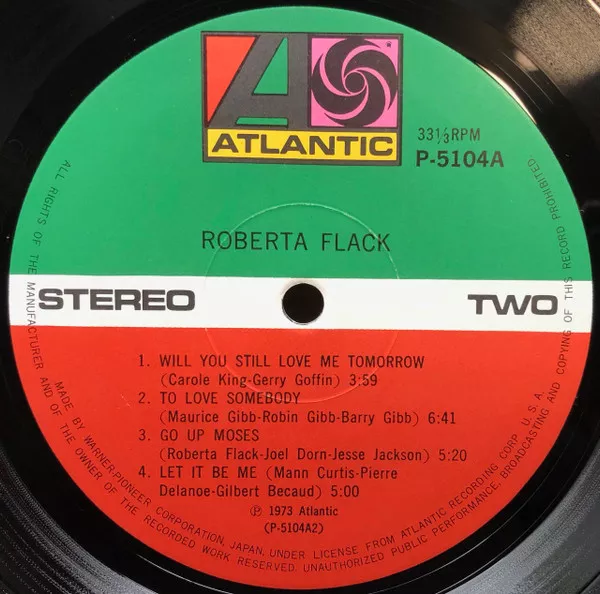 ATLANTIC
33 1/3 RPM
P-5104A
ROBERTA FLACK
STEREO
TWO
1. WILL YOU STILL LOVE ME TOMORROW
(Carole King-Gerry Goffin) 3:59
2. TO LOVE SOMEBODY
(Maurice Gibb-Robin Gibb-Barry Gibb) 6:41
3. GO UP MOSES
(Roberta Flack-Joel Dorn-Jesse Jackson) 5:20
4. LET IT BE ME (Mann Curtis-Pierre
Delanoe-Gilbert Becaud) 5:00
Ⓟ 1973 Atlantic
(P-5104A2)
MADE BY WARNER-PIONEER CORPORATION, JAPAN, UNDER LICENSE FROM ATLANTIC RECORDING CORP. U.S.A.
ALL RIGHTS OF THE MANUFACTURER AND OF THE OWNER OF THE RECORDED WORK RESERVED. UNAUTHORIZED PUBLIC PERFORMANCE, BROADCASTING AND COPYING OF THIS RECORD PROHIBITED.